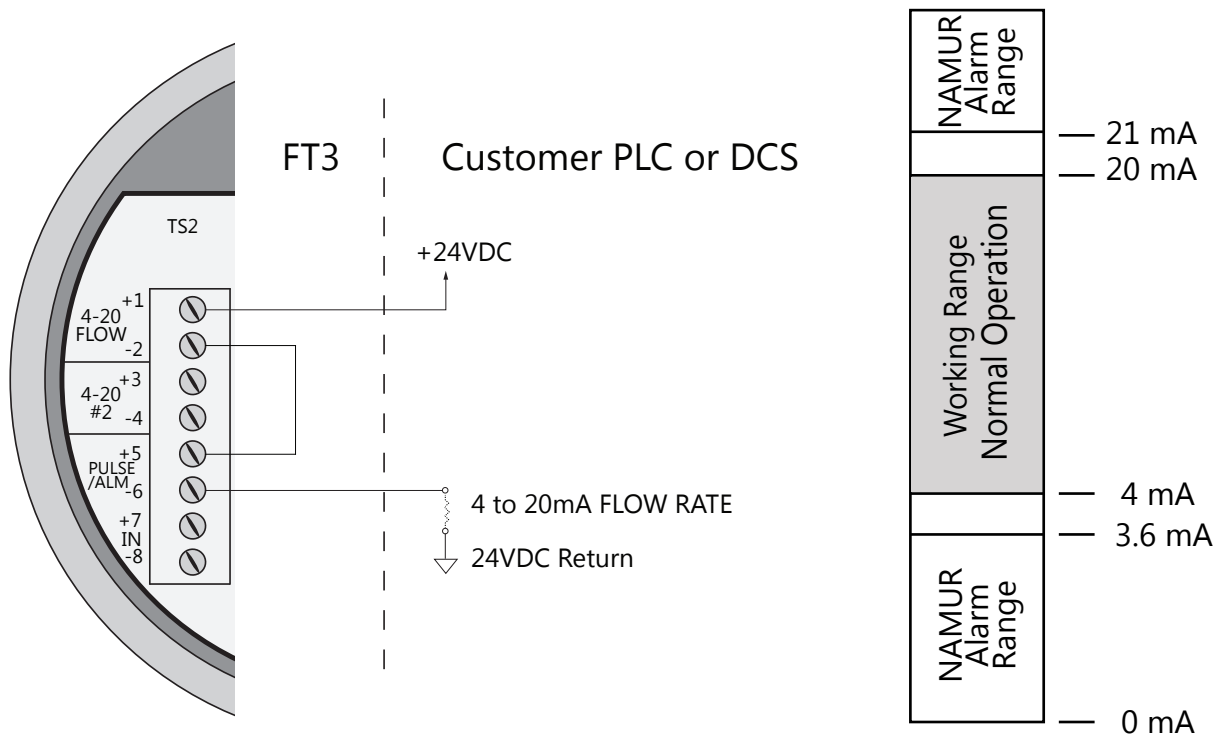 TS2
+1
4-20
FLOW
-2
+3
4-20
#2
-4
+5
PULSE
/ALM
-6
+7
IN
-8
FT3
Customer PLC or DCS
+24VDC
4 to 20mA FLOW RATE
24VDC Return
NAMUR
Alarm
Range
21 mA
20 mA
Working Range
Normal Operation
4 mA
3.6 mA
NAMUR
Alarm
Range
0 mA